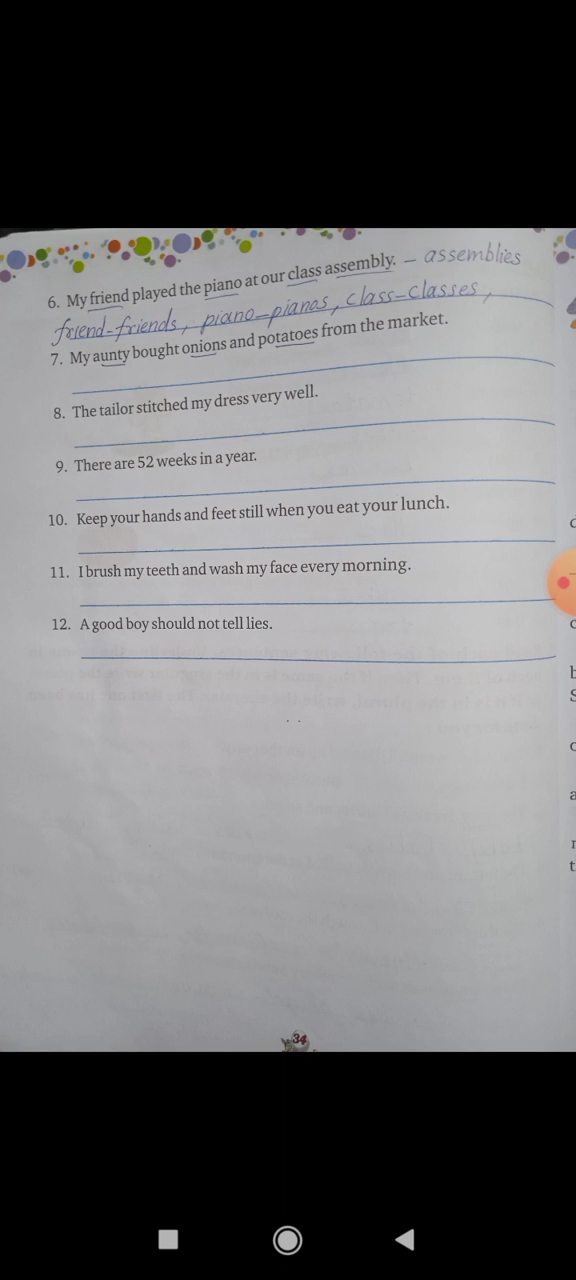 6. My friend played the piano at our class assembly. - assemblies
friend-friends, piano-pianos, class-classes,
7. My aunty bought onions and potatoes from the market.
8. The tailor stitched my dress very well.
9. There are 52 weeks in a year.
10. Keep your hands and feet still when you eat your lunch.
11. I brush my teeth and wash my face every morning.
12. A good boy should not tell lies.
34